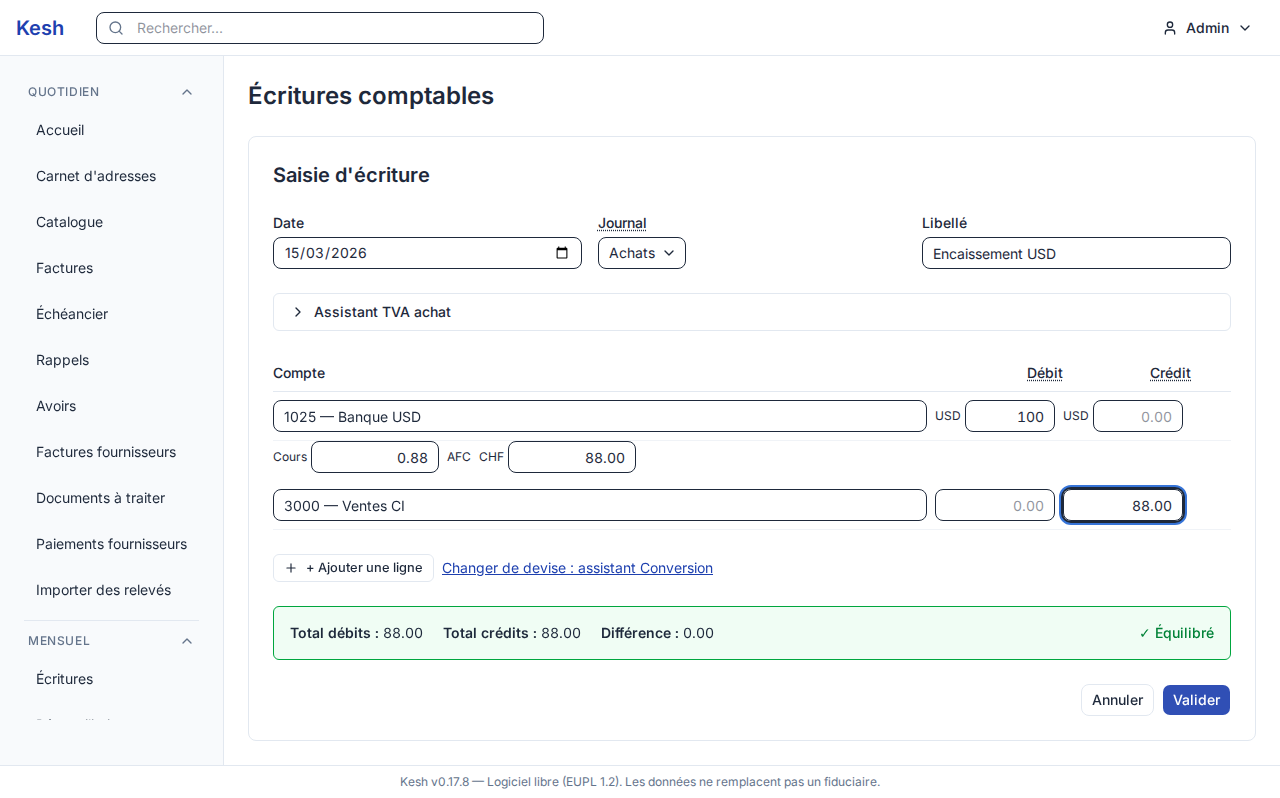 Kesh
Rechercher...
Admin
QUOTIDIEN
Accueil
Carnet d'adresses
Catalogue
Factures
Échéancier
Rappels
Avoirs
Factures fournisseurs
Documents à traiter
Paiements fournisseurs
Importer des relevés
MENSUEL
Écritures
Écritures comptables
Saisie d'écriture
Date
Journal
Libellé
15/03/2026
Achats
Encaissement USD
Assistant TVA achat
Compte
Débit
Crédit
1025 — Banque USD
USD
100
USD
0.00
Cours
0.88
AFC
CHF
88.00
3000 — Ventes CI
0.00
88.00
+ Ajouter une ligne
Changer de devise : assistant Conversion
Total débits : 88.00
Total crédits : 88.00
Différence : 0.00
✓ Équilibré
Annuler
Valider
Kesh v0.17.8 — Logiciel libre (EUPL 1.2). Les données ne remplacent pas un fiduciaire.